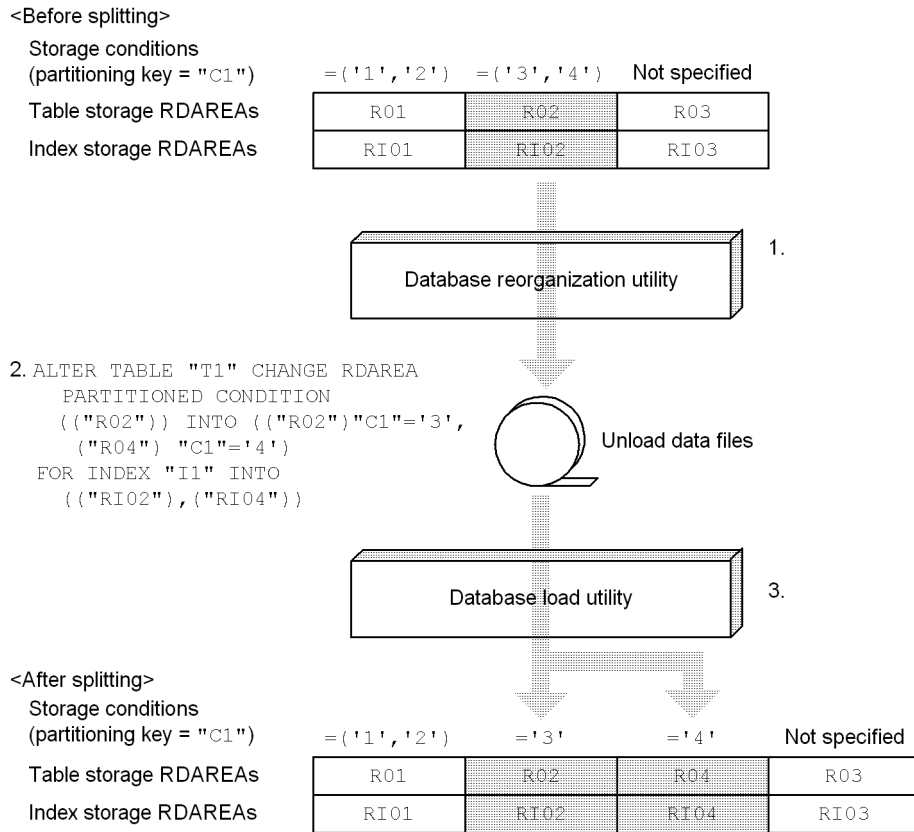 <Before splitting>
Storage conditions
(partitioning key = "C1") =('1','2') =('3','4') Not specified
Table storage RDAREAs R01 R02 R03
Index storage RDAREAs RI01 RI02 RI03
1.
Database reorganization utility
2. ALTER TABLE "T1" CHANGE RDAREA
PARTITIONED CONDITION
(("R02")) INTO (("R02")"C1"='3',
("R04") "C1"='4')
FOR INDEX "I1" INTO
(("RI02"),("RI04"))
Unload data files
Database load utility
3.
<After splitting>
Storage conditions
(partitioning key = "C1") =('1','2') ='3' ='4' Not specified
Table storage RDAREAs R01 R02 R04 R03
Index storage RDAREAs RI01 RI02 RI04 RI03